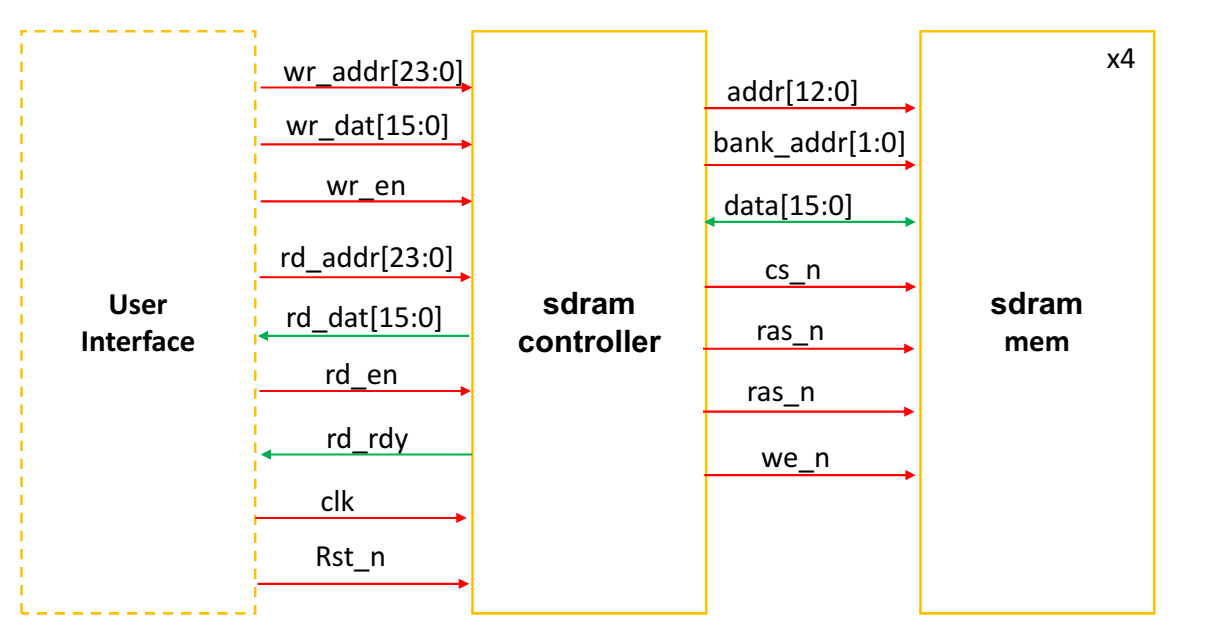 User
Interface
wr_addr[23:0]
wr_dat[15:0]
wr_en
rd_addr[23:0]
rd_dat[15:0]
rd_en
rd_rdy
clk
Rst_n
sdram
controller
addr[12:0]
bank_addr[1:0]
data[15:0]
cs_n
ras_n
ras_n
we_n
x4
sdram
mem